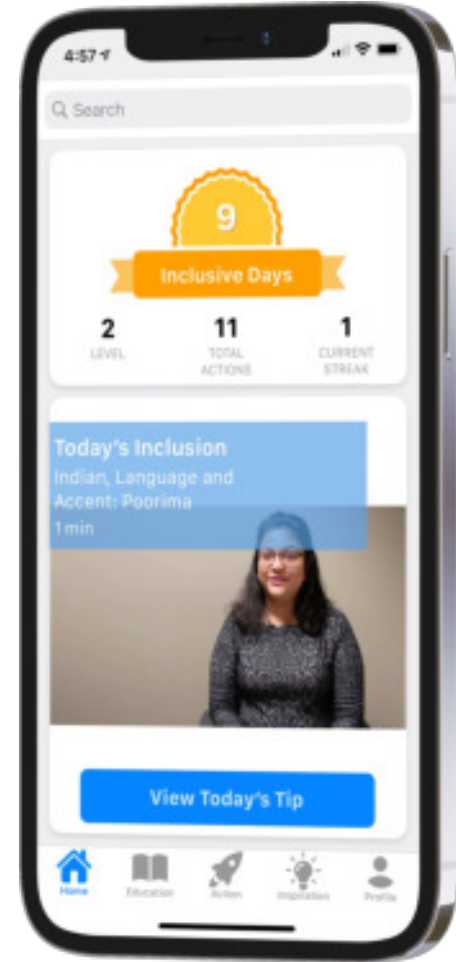 4:57
Search
9
Inclusive Days
2
11
1
LEVEL
TOTAL
ACTIONS
CURRENT
STREAK
Today's Inclusion
Indian, Language and
Accent: Poorima
1 min
View Today's Tip
Home
Education
Action
Inspiration
Profile